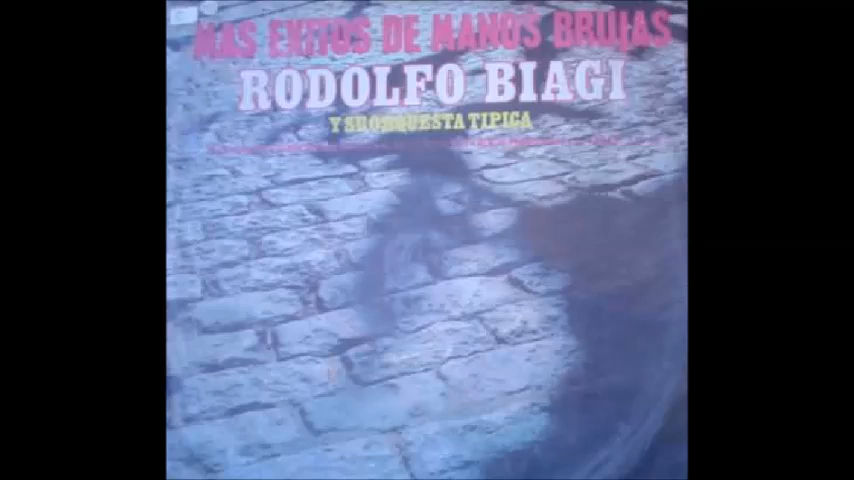 MAS EXITOS DE MANOS BRUJAS
RODOLFO BIAGI
Y SU ORQUESTA TIPICA